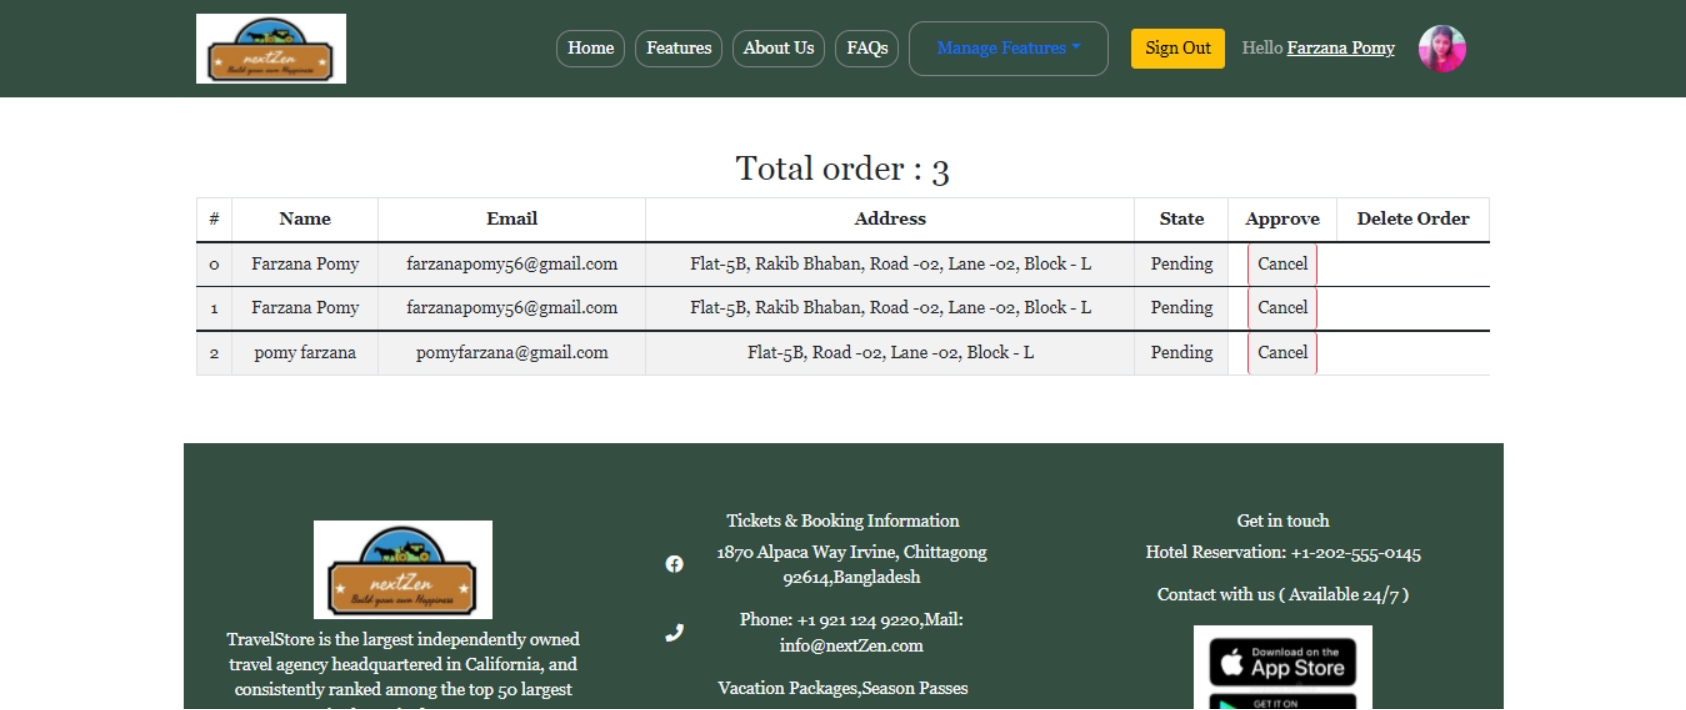 nextZen
Build your own Happiness
Home Features About Us FAQs Manage Features Sign Out Hello Farzana Pomy
Total order : 3
# Name Email Address State Approve Delete Order
0 Farzana Pomy farzanapomy56@gmail.com Flat-5B, Rakib Bhaban, Road -02, Lane -02, Block - L Pending Cancel
1 Farzana Pomy farzanapomy56@gmail.com Flat-5B, Rakib Bhaban, Road -02, Lane -02, Block - L Pending Cancel
2 pomy farzana pomyfarzana@gmail.com Flat-5B, Road -02, Lane -02, Block - L Pending Cancel
nextZen
Build your own Happiness
TravelStore is the largest independently owned
travel agency headquartered in California, and
consistently ranked among the top 50 largest
Tickets & Booking Information
1870 Alpaca Way Irvine, Chittagong
92614,Bangladesh
Phone: +1 921 124 9220,Mail:
info@nextZen.com
Vacation Packages,Season Passes
Get in touch
Hotel Reservation: +1-202-555-0145
Contact with us ( Available 24/7 )
Download on the
App Store
GET IT ON